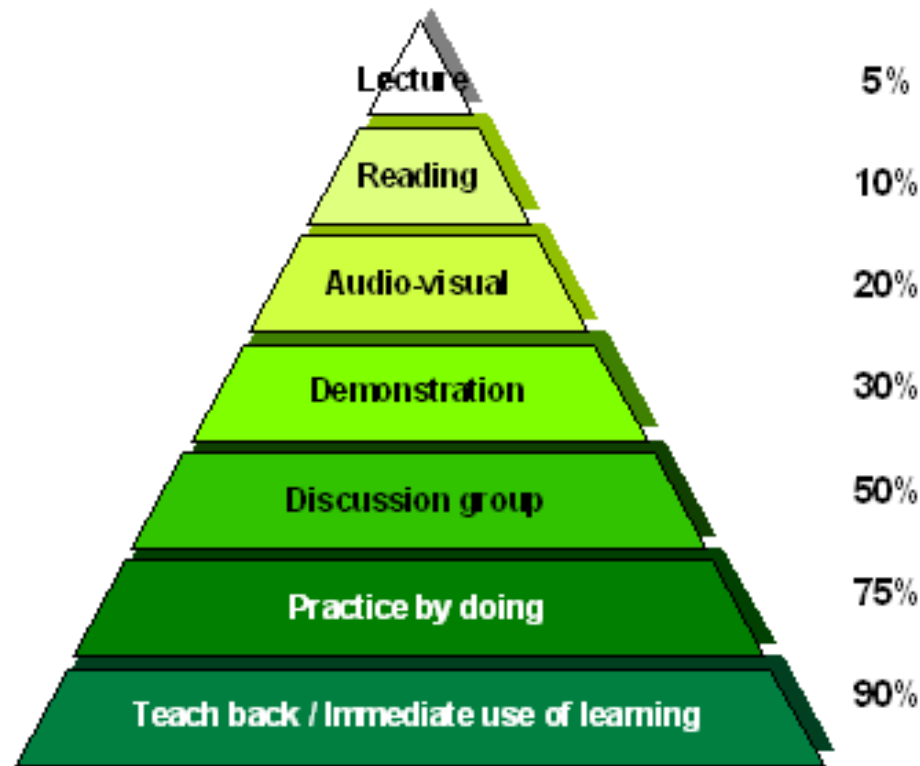 Lecture 5%
Reading 10%
Audio-visual 20%
Demonstration 30%
Discussion group 50%
Practice by doing 75%
Teach back / Immediate use of learning 90%